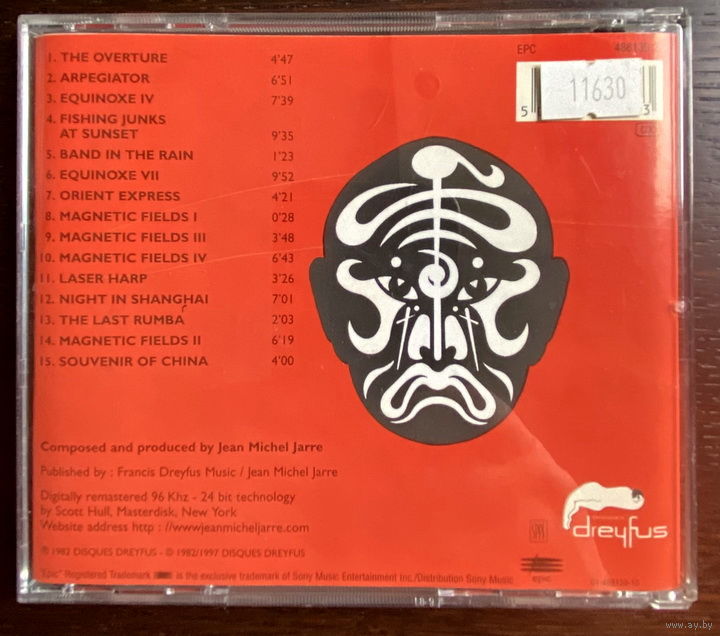 1. THE OVERTURE 4'47
2. ARPEGIATOR 6'51
3. EQUINOXE IV 7'39
4. FISHING JUNKS
AT SUNSET 9'35
5. BAND IN THE RAIN 1'23
6. EQUINOXE VII 9'52
7. ORIENT EXPRESS 4'21
8. MAGNETIC FIELDS I 0'28
9. MAGNETIC FIELDS III 3'48
10. MAGNETIC FIELDS IV 6'43
11. LASER HARP 3'26
12. NIGHT IN SHANGHAI 7'01
13. THE LAST RUMBA 2'03
14. MAGNETIC FIELDS II 6'19
15. SOUVENIR OF CHINA 4'00
EPC
11630
5 3
Composed and produced by Jean Michel Jarre
Published by : Francis Dreyfus Music / Jean Michel Jarre
Digitally remastered 96 Khz - 24 bit technology
by Scott Hull, Masterdisk, New York
Website address http : //www.jeanmicheljarre.com
℗ 1982 DISQUES DREYFUS - © 1982/1997 DISQUES DREYFUS
dreyfus
epic
"Epic" Registered Trademark is the exclusive trademark of Sony Music Entertainment Inc./Distribution Sony Music
www.ay.by